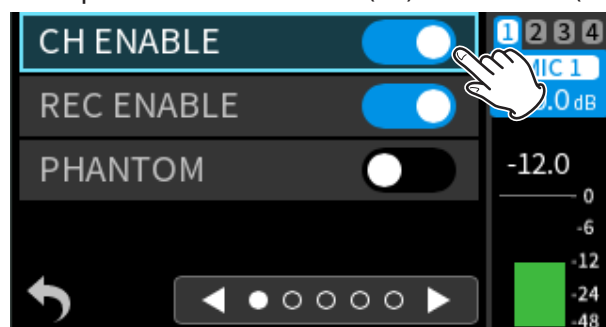 CH ENABLE
REC ENABLE
PHANTOM
1 2 3 4
MIC 1
.0 dB
-12.0
0
-6
-12
-24
-48